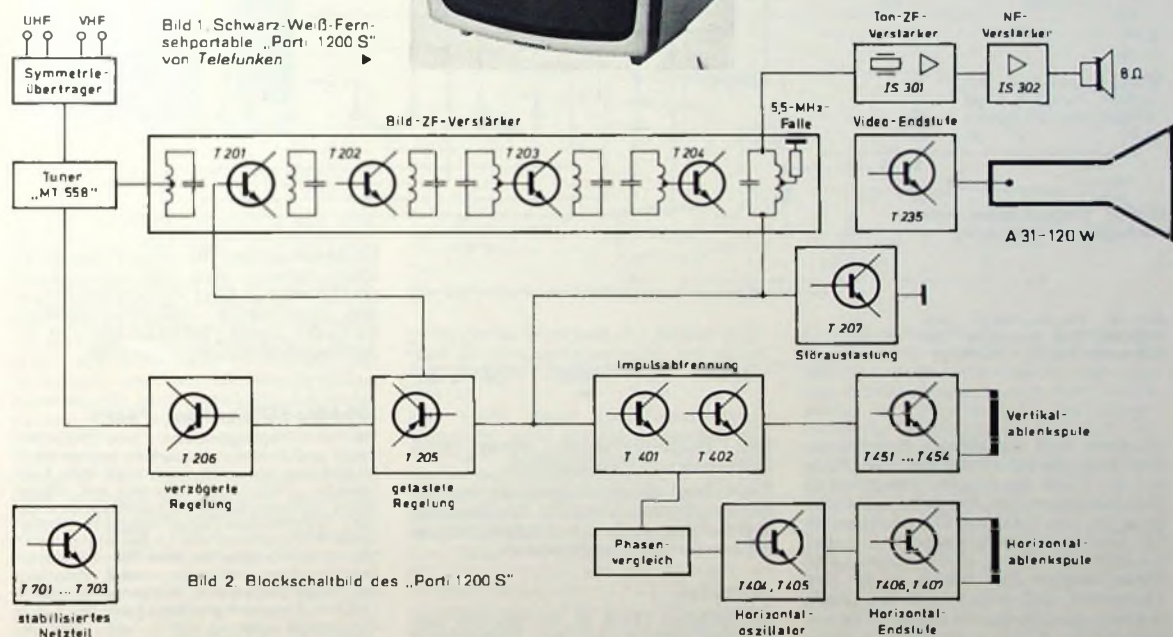 UHF VHF
Bild 1. Schwarz-Weiß-Fern-
sehportable „Porti 1200 S"
von Telefunken
Symmetrie-
übertrager
Tuner
„MT 558"
Bild-ZF-Verstärker
T 201
T 202
T 203
T 204
5,5-MHz-
Falle
Ton-ZF-
Verstärker
IS 301
NF-
Verstärker
IS 302
8 Ω
Video-Endstufe
T 235
A 31-120 W
T 207
Störaustastung
T 206
verzögerte
Regelung
T 205
getastete
Regelung
Impulsabtrennung
T 401
T 402
T 451 ... T 454
Vertikal-
ablenkspule
Phasen-
vergleich
T 404, T 405
Horizontal-
oszillator
T 406, T 407
Horizontal-
Endstufe
Horizontal-
ablenkspule
T 701 ... T 703
stabilisiertes
Netzteil
Bild 2. Blockschaltbild des „Porti 1200 S"